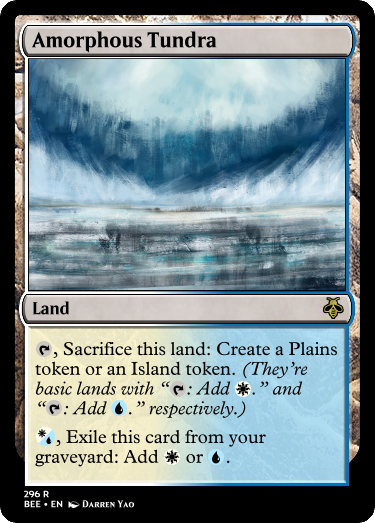 Amorphous Tundra
Land
, Sacrifice this land: Create a Plains
token or an Island token. (They're
basic lands with “: Add .” and
“: Add .” respectively.)
, Exile this card from your
graveyard: Add or .
296 R
BEE • EN Darren Yao